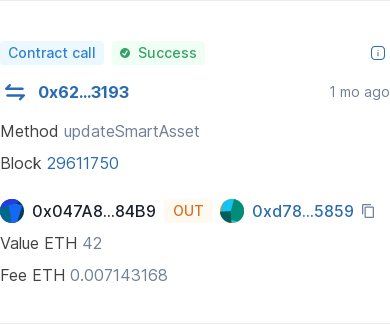 Contract call Success
0x62...3193 1 mo ago
Method updateSmartAsset
Block 29611750
0x047A8...84B9 OUT 0xd78...5859
Value ETH 42
Fee ETH 0.007143168